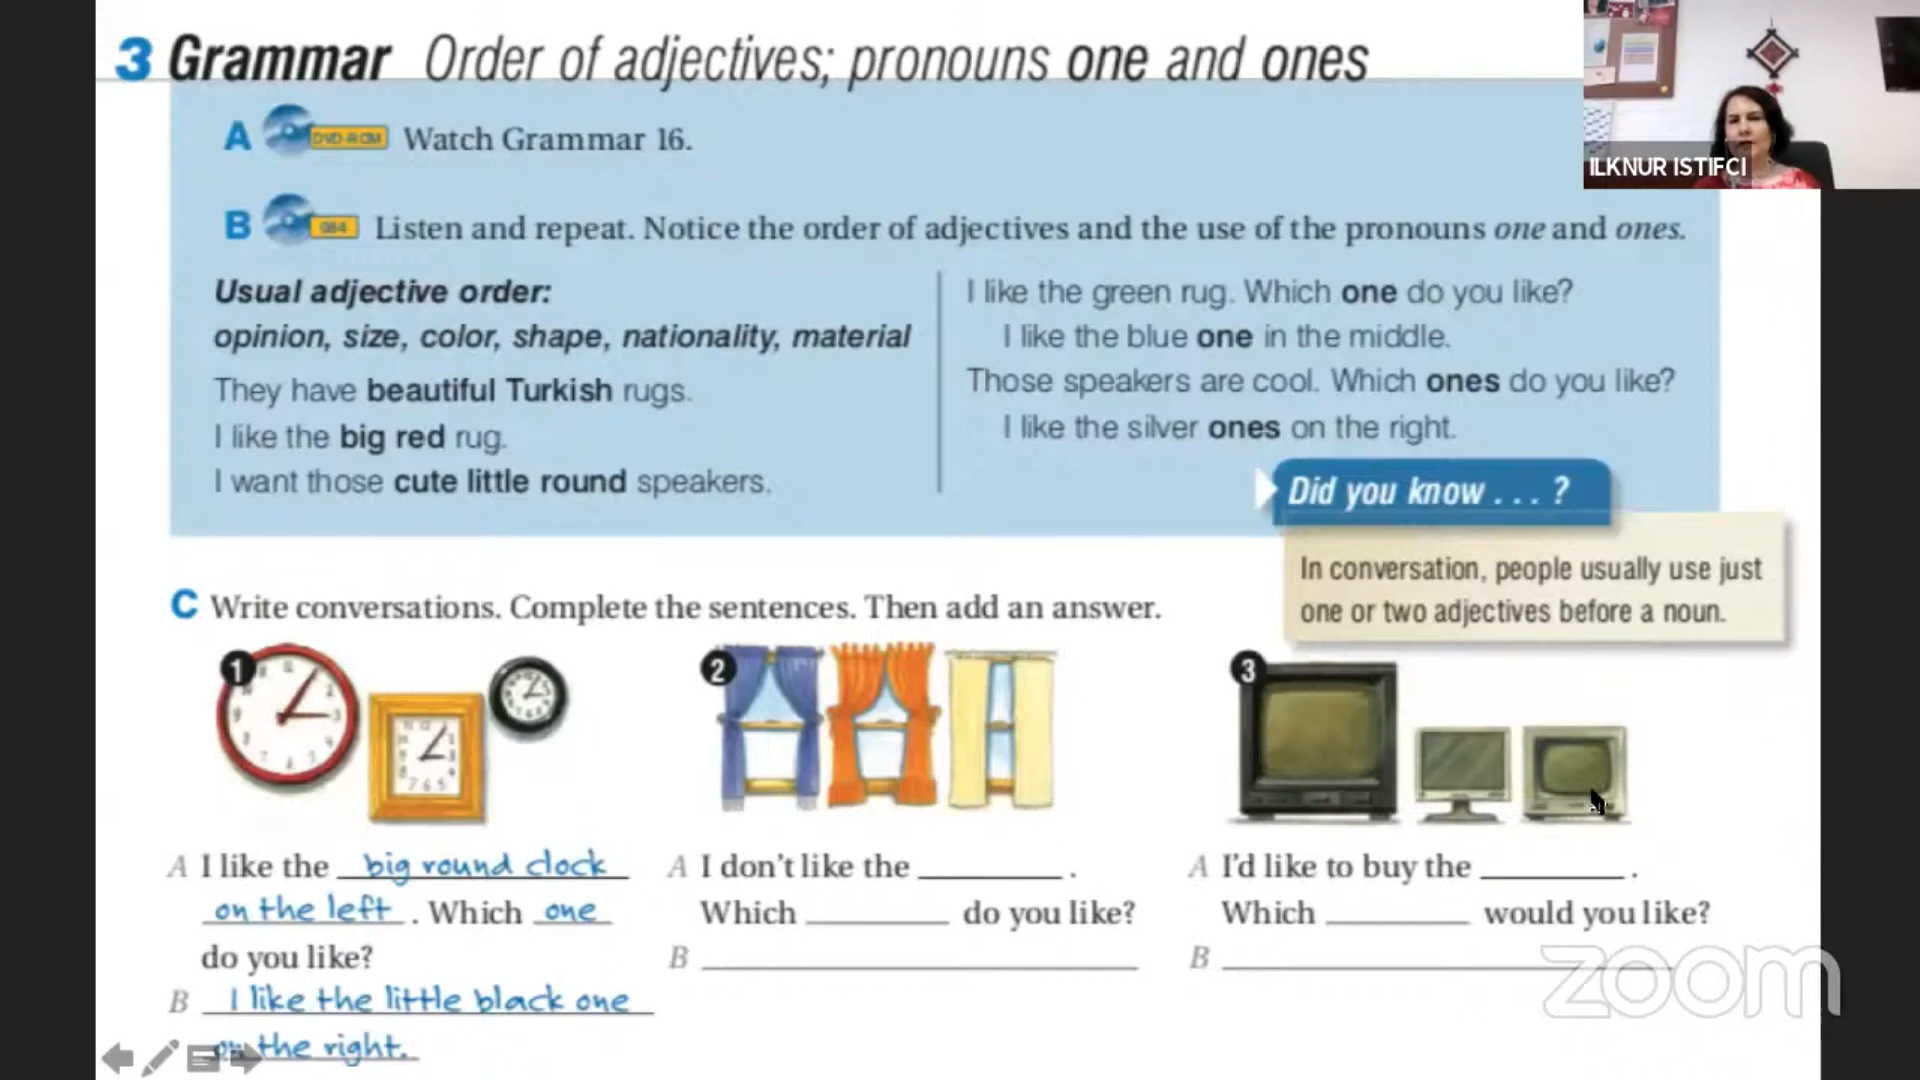 3 Grammar Order of adjectives; pronouns one and ones
A DVD-ROM Watch Grammar 16.
B Listen and repeat. Notice the order of adjectives and the use of the pronouns one and ones.
Usual adjective order:
opinion, size, color, shape, nationality, material
They have beautiful Turkish rugs.
I like the big red rug.
I want those cute little round speakers.
I like the green rug. Which one do you like?
I like the blue one in the middle.
Those speakers are cool. Which ones do you like?
I like the silver ones on the right.
Did you know . . . ?
In conversation, people usually use just
one or two adjectives before a noun.
C Write conversations. Complete the sentences. Then add an answer.
1
2
3
A I like the big round clock
on the left . Which one
do you like?
B I like the little black one
on the right.
A I don't like the _________ .
Which _________ do you like?
B _________
A I'd like to buy the _________ .
Which _________ would you like?
B _________
ILKNUR ISTIFCI
zoom